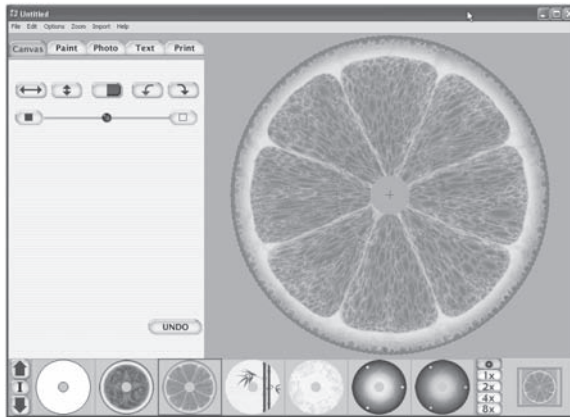 Untitled
File Edit Options Zoom Import Help
Canvas Paint Photo Text Print
UNDO
1x
2x
4x
8x